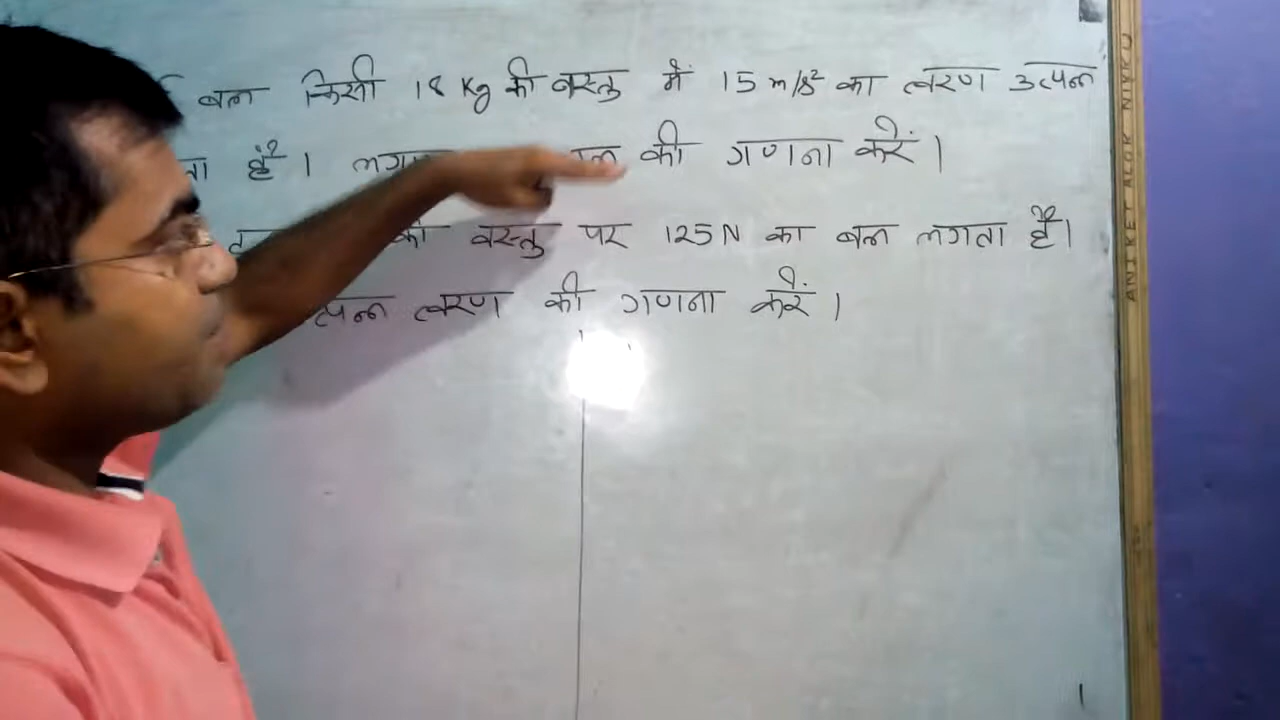 बल किसी 18 Kg की वस्तु में 15 m/s² का त्वरण उत्पन्न
है। की गणना करें।
वस्तु पर 125 N का बल लगता है।
त्वरण की गणना करें।
ANIKET ALOK NIKKU